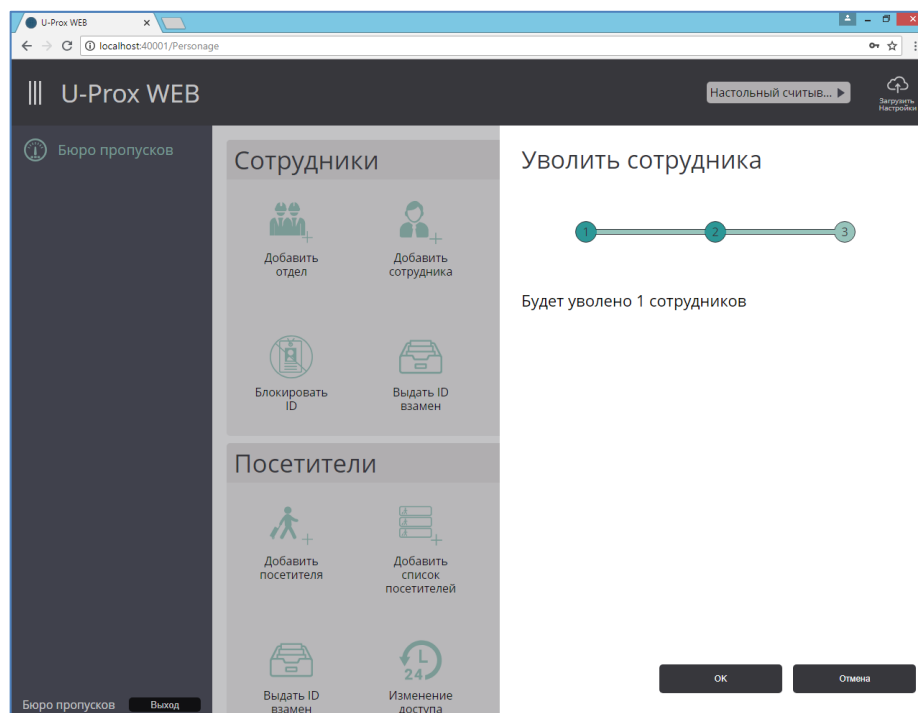 U-Prox WEB
localhost:40001/Personage
U-Prox WEB
Настольный считыв...
Загрузить
Настройки
Бюро пропусков
Сотрудники
Добавить
отдел
Добавить
сотрудника
Блокировать
ID
Выдать ID
взамен
Посетители
Добавить
посетителя
Добавить
список
посетителей
Выдать ID
взамен
24
Изменение
доступа
Уволить сотрудника
1
2
3
Будет уволено 1 сотрудников
OK
Отмена
Бюро пропусков
Выход